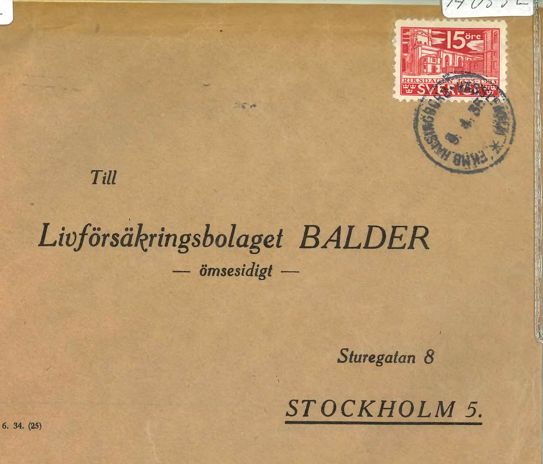 15 öre
SVERIGE
Till
Livförsäkringsbolaget BALDER
— ömsesidigt —
Sturegatan 8
STOCKHOLM 5.
6. 34. (25)